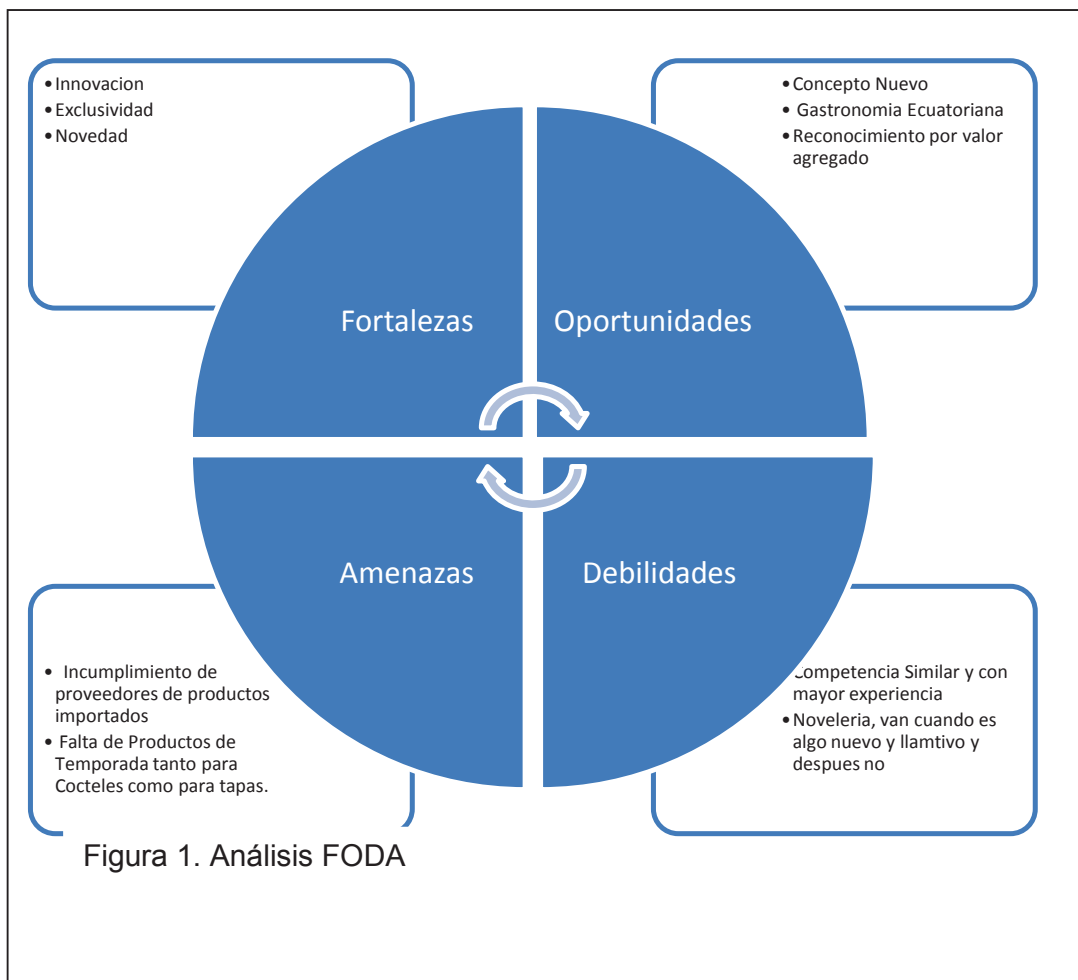 •Innovacion
•Exclusividad
•Novedad
•Concepto Nuevo
• Gastronomia Ecuatoriana
•Reconocimiento por valor
agregado
Fortalezas
Oportunidades
Amenazas
Debilidades
• Incumplimiento de
proveedores de productos
importados
• Falta de Productos de
Temporada tanto para
Cocteles como para tapas.
Competencia Similar y con
mayor experiencia
•Noveleria, van cuando es
algo nuevo y llamtivo y
despues no
Figura 1. Análisis FODA